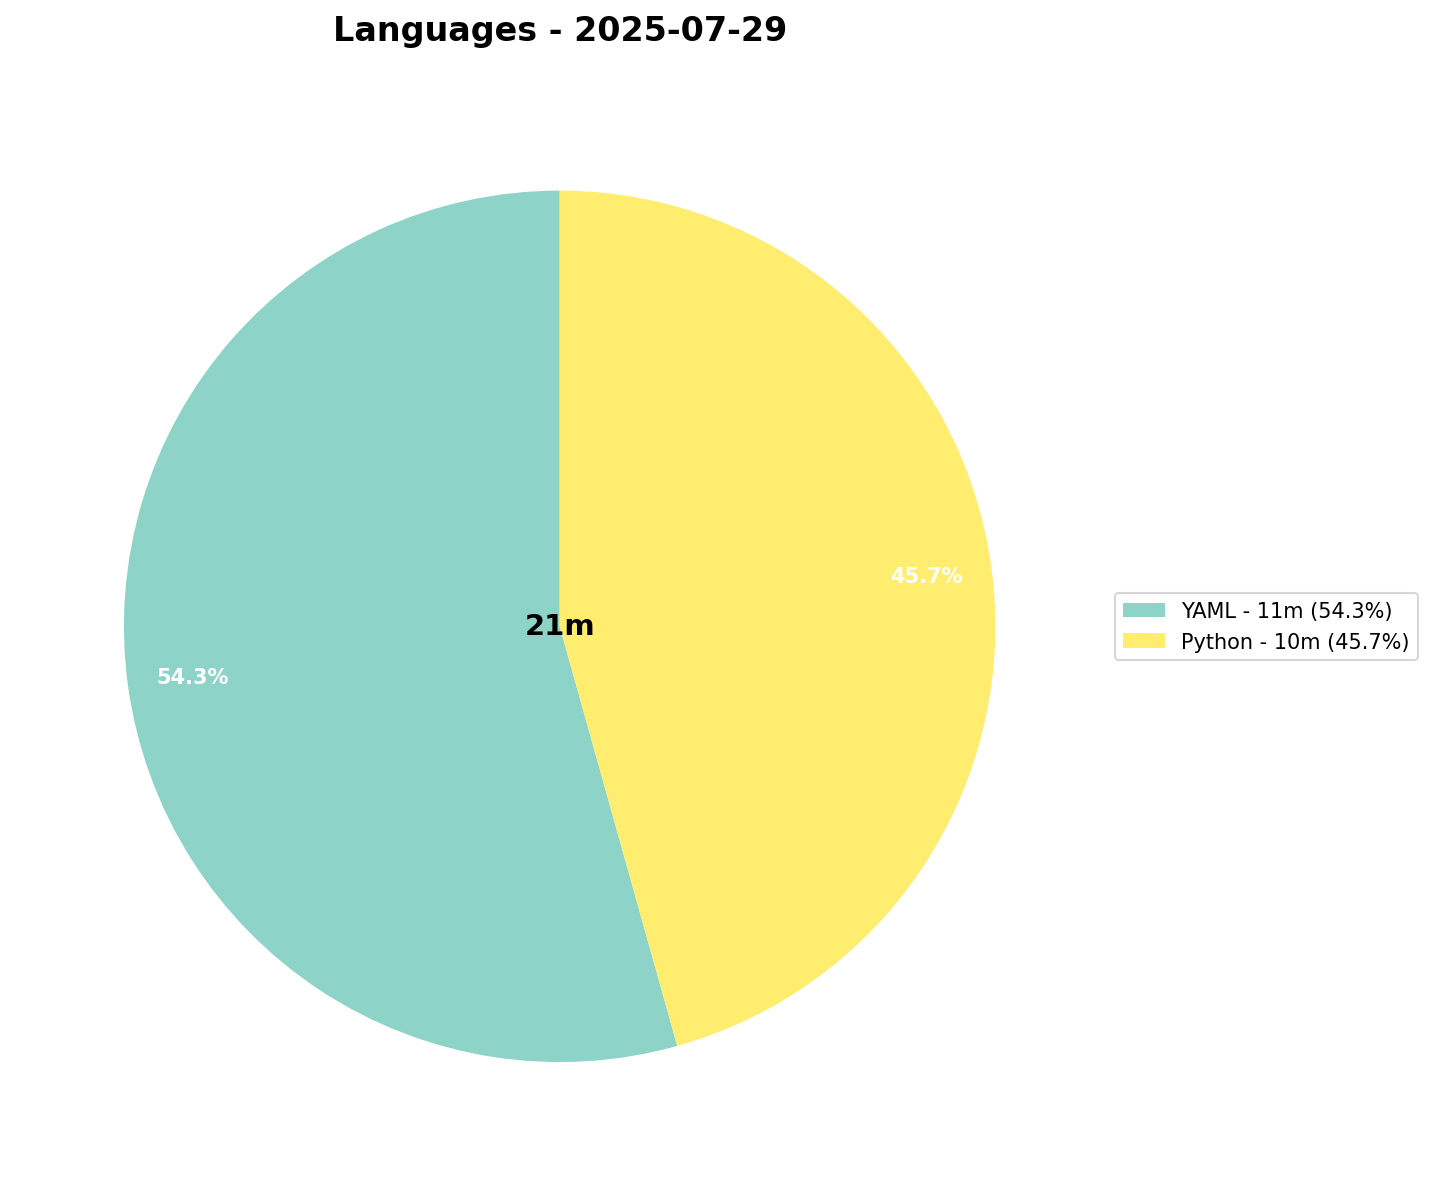 Languages - 2025-07-29
45.7%
21m
54.3%
YAML - 11m (54.3%)
Python - 10m (45.7%)